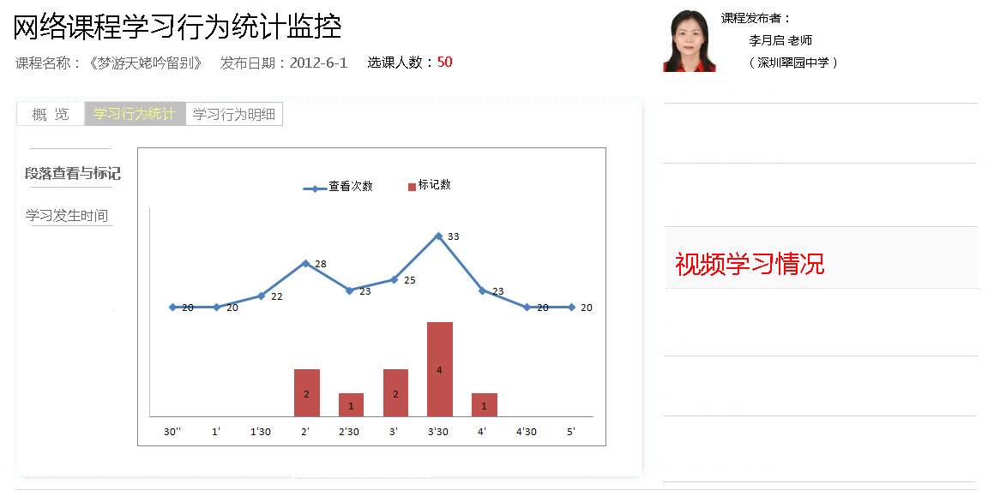 网络课程学习行为统计监控
课程名称：《梦游天姥吟留别》 发布日期：2012-6-1 选课人数：50
课程发布者：
李月启 老师
（ 深圳翠园中学 ）
概 览 学习行为统计 学习行为明细
段落查看与标记
学习发生时间
查看次数 标记数
20 20 22 28 23 25 33 23 20 20
2 1 2 4 1
30'' 1' 1'30 2' 2'30 3' 3'30 4' 4'30 5'
视频学习情况